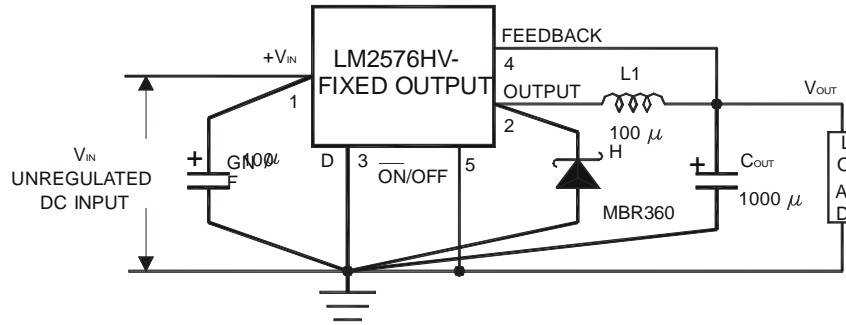 FEEDBACK
+VIN
LM2576HV-
FIXED OUTPUT
4
L1
VOUT
1
OUTPUT
2
100 μ
H
+
D
3
ON/OFF
5
+
COUT
1000 μ
VIN
UNREGULATED
DC INPUT
MBR360
L
O
A
D